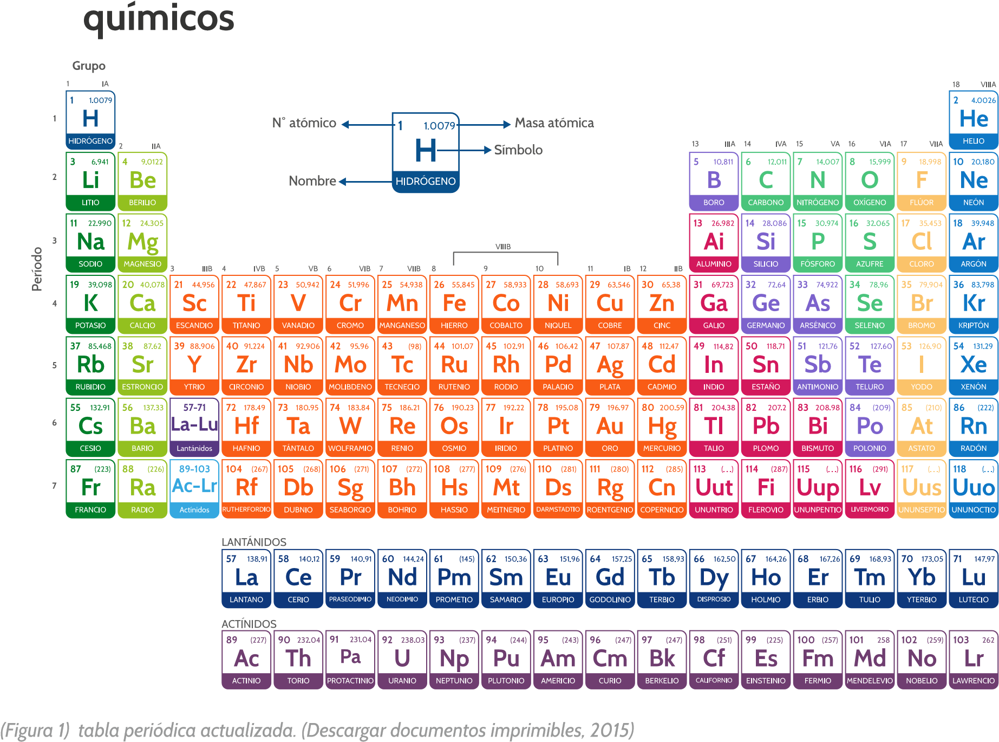 químicos
Grupo
1 IA 18 VIIIA
1 1.0079 2 4.0026
1 H He
HIDRÓGENO HELIO
N° atómico 1 1.0079 Masa atómica
H Símbolo
Nombre HIDRÓGENO
2 IIA 13 IIIA 14 IVA 15 VA 16 VIA 17 VIIA
3 6.941 4 9.0122 5 10.811 6 12.011 7 14.007 8 15.999 9 18.998 10 20.180
2 Li Be B C N O F Ne
LITIO BERILIO BORO CARBONO NITRÓGENO OXÍGENO FLÚOR NEÓN
11 22.990 12 24.305 13 26.982 14 28.086 15 30.974 16 32.065 17 35.453 18 39.948
3 Na Mg Ai Si P S Cl Ar
SODIO MAGNESIO ALUMINIO SILICIO FÓSFORO AZUFRE CLORO ARGÓN
Período
VIIIB
3 IIIB 4 IVB 5 VB 6 VIB 7 VIIB 8 9 10 11 IB 12 IIB
19 39.098 20 40.078 21 44.956 22 47.867 23 50.942 24 51.996 25 54.938 26 55.845 27 58.933 28 58.693 29 63.546 30 65.38 31 69.723 32 72.64 33 74.922 34 78.96 35 79.904 36 83.798
4 K Ca Sc Ti V Cr Mn Fe Co Ni Cu Zn Ga Ge As Se Br Kr
POTASIO CALCIO ESCANDIO TITANIO VANADIO CROMO MANGANESO HIERRO COBALTO NIQUEL COBRE CINC GALIO GERMANIO ARSÉNICO SELENIO BROMO KRIPTÓN
37 85.468 38 87.62 39 88.906 40 91.224 41 92.906 42 95.96 43 (98) 44 101.07 45 102.91 46 106.42 47 107.87 48 112.47 49 114.82 50 118.71 51 121.76 52 127.60 53 126.90 54 131.29
5 Rb Sr Y Zr Nb Mo Tc Ru Rh Pd Ag Cd In Sn Sb Te I Xe
RUBIDIO ESTRONCIO YTRIO CIRCONIO NIOBIO MOLIBDENO TECNECIO RUTENIO RODIO PALADIO PLATA CADMIO INDIO ESTAÑO ANTIMONIO TELURO YODO XENÓN
55 132.91 56 137.33 57-71 72 178.49 73 180.95 74 183.84 75 186.21 76 190.23 77 192.22 78 195.08 79 196.97 80 200.59 81 204.38 82 207.2 83 208.98 84 (209) 85 (210) 86 (222)
6 Cs Ba La-Lu Hf Ta W Re Os Ir Pt Au Hg Tl Pb Bi Po At Rn
CESIO BARIO Lantánidos HAFNIO TÁNTALO WOLFRAMIO RENIO OSMIO IRIDIO PLATINO ORO MERCURIO TALIO PLOMO BISMUTO POLONIO ASTATO RADÓN
87 (223) 88 (226) 89-103 104 (267) 105 (268) 106 (271) 107 (272) 108 (277) 109 (276) 110 (281) 111 (280) 112 (285) 113 (...) 114 (287) 115 (...) 116 (291) 117 (...) 118 (...)
7 Fr Ra Ac-Lr Rf Db Sg Bh Hs Mt Ds Rg Cn Uut Fi Uup Lv Uus Uuo
FRANCIO RADIO Actínidos RUTHERFORDIO DUBNIO SEABORGIO BOHRIO HASSIO MEITNERIO DARMSTADTIO ROENTGENIO COPERNICIO UNUNTRIO FLEROVIO UNUNPENTIO LIVERMORIO UNUNSEPTIO UNUNOCTIO
LANTÁNIDOS
57 138.91 58 140.12 59 140.91 60 144.24 61 (145) 62 150.36 63 151.96 64 157.25 65 158.93 66 162.50 67 164.26 68 167.26 69 168.93 70 173.05 71 147.97
La Ce Pr Nd Pm Sm Eu Gd Tb Dy Ho Er Tm Yb Lu
LANTANO CERIO PRASEODIMIO NEODIMIO PROMETIO SAMARIO EUROPIO GODOLINIO TERBIO DISPROSIO HOLMIO ERBIO TULIO YTERBIO LUTECIO
ACTÍNIDOS
89 (227) 90 232.04 91 231.04 92 238.03 93 (237) 94 (244) 95 (243) 96 (247) 97 (247) 98 (251) 99 (225) 100 (257) 101 258 102 (259) 103 262
Ac Th Pa U Np Pu Am Cm Bk Cf Es Fm Md No Lr
ACTINIO TORIO PROTACTINIO URANIO NEPTUNIO PLUTONIO AMERICIO CURIO BERKELIO CALIFORNIO EINSTEINIO FERMIO MENDELEVIO NOBELIO LAWRENCIO
(Figura 1) tabla periódica actualizada. (Descargar documentos imprimibles, 2015)